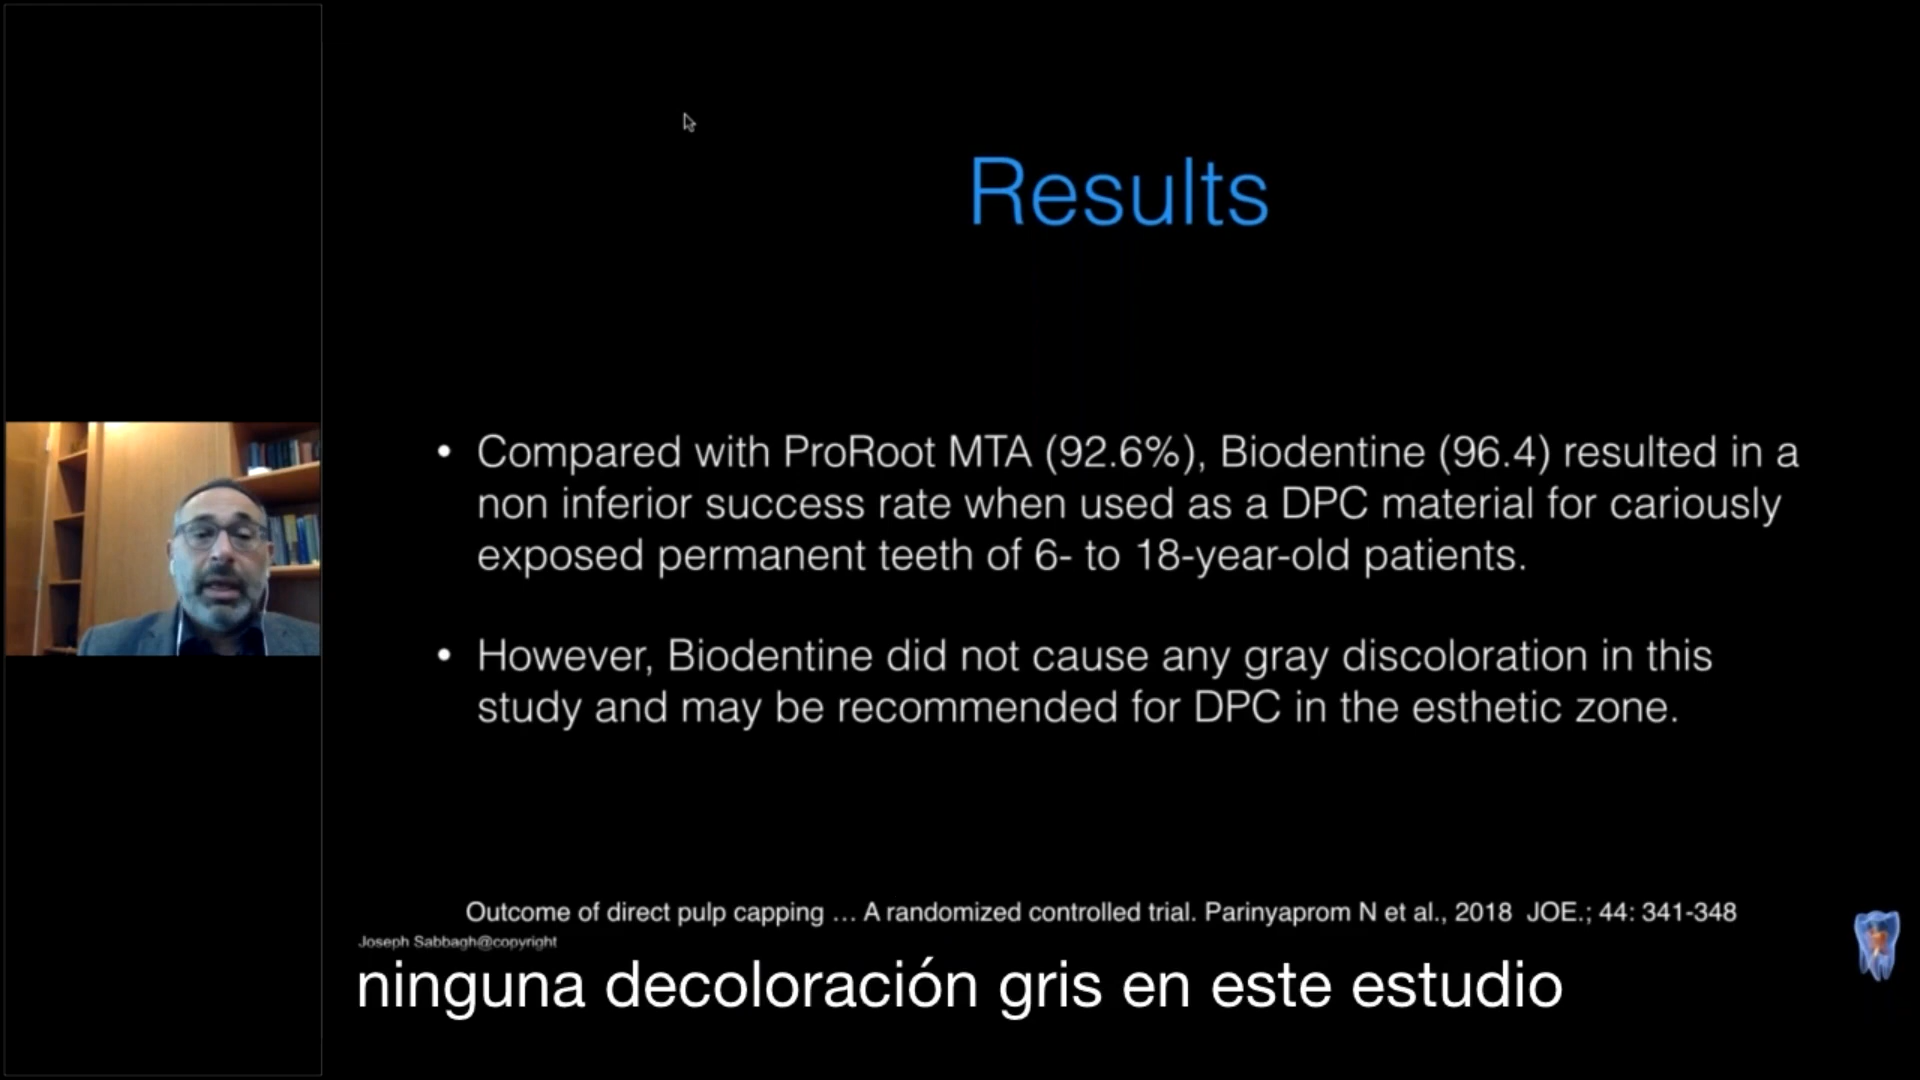 Results
• Compared with ProRoot MTA (92.6%), Biodentine (96.4) resulted in a
non inferior success rate when used as a DPC material for cariously
exposed permanent teeth of 6- to 18-year-old patients.
• However, Biodentine did not cause any gray discoloration in this
study and may be recommended for DPC in the esthetic zone.
Outcome of direct pulp capping … A randomized controlled trial. Parinyaprom N et al., 2018 JOE.; 44: 341-348
Joseph Sabbagh@copyright
ninguna decoloración gris en este estudio